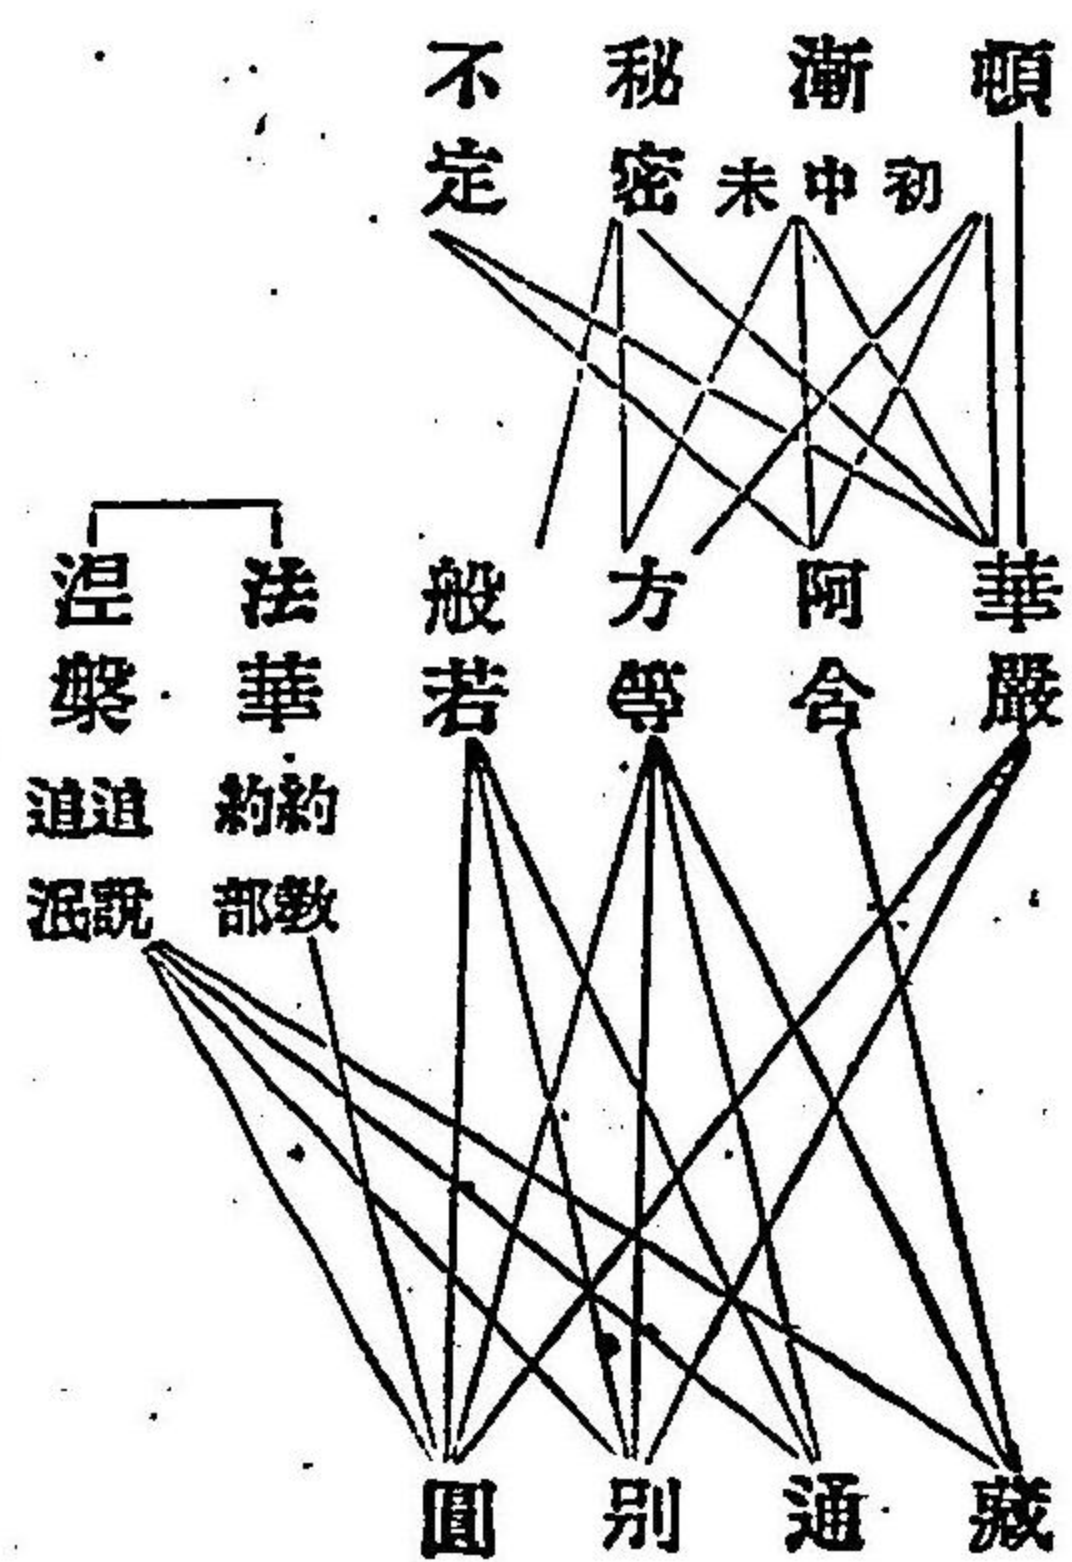 頓
漸
初中末
秘密
不定
華嚴
阿含
方等
般若
法華
約教
約部
涅槃
追說
追泯
藏
通
別
圓